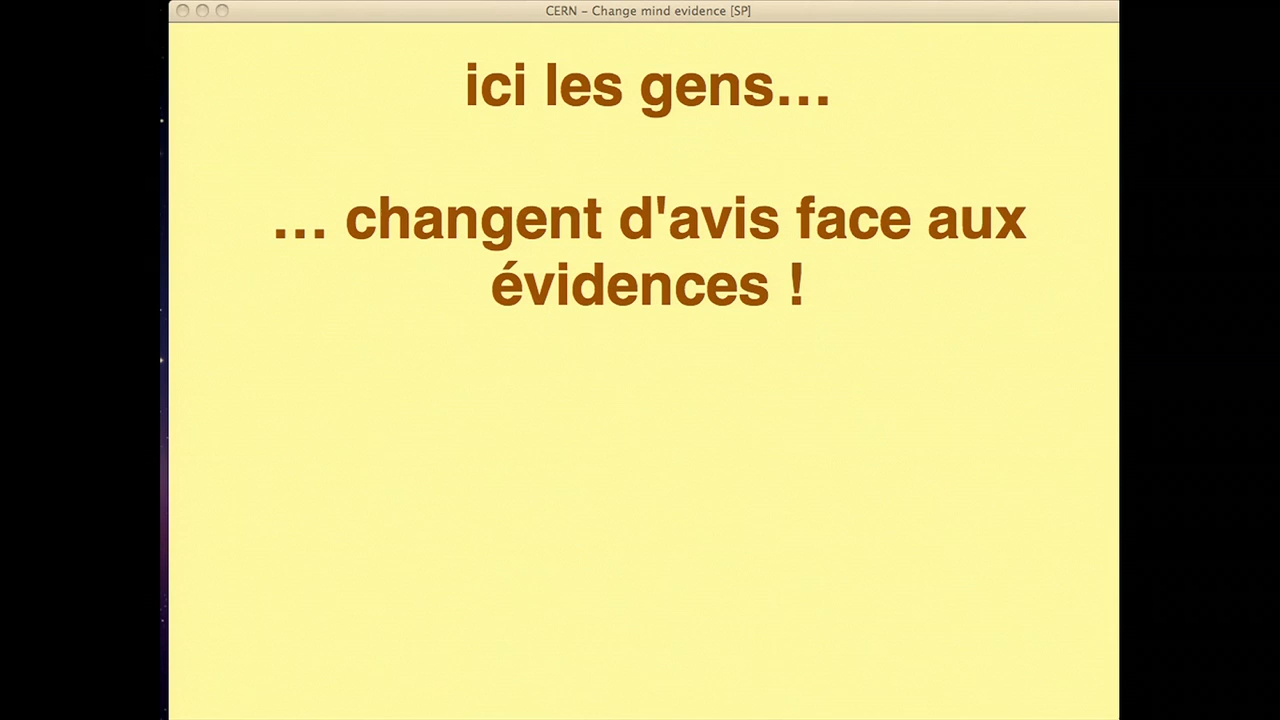 CERN – Change mind evidence [SP]
ici les gens…
… changent d'avis face aux
évidences !